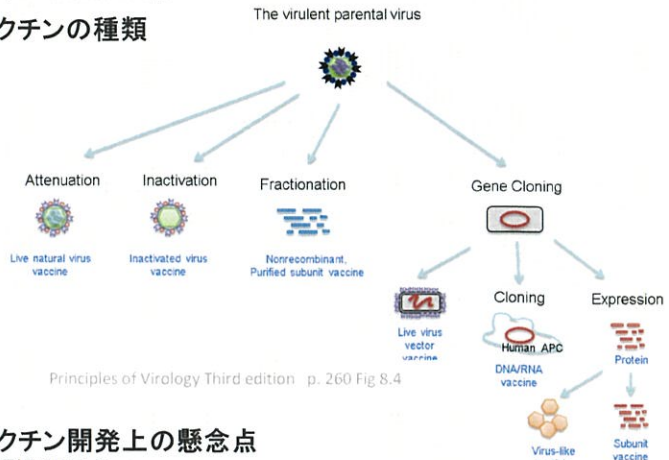 クチンの種類
The virulent parental virus
Attenuation
Inactivation
Fractionation
Gene Cloning
Live natural virus
vaccine
Inactivated virus
vaccine
Nonrecombinant,
Purified subunit vaccine
Live virus
vector
vaccine
Cloning
Human APC
DNA/RNA
vaccine
Expression
Protein
Virus-like
Subunit
vaccine
Principles of Virology Third edition p. 260 Fig 8.4
クチン開発上の懸念点